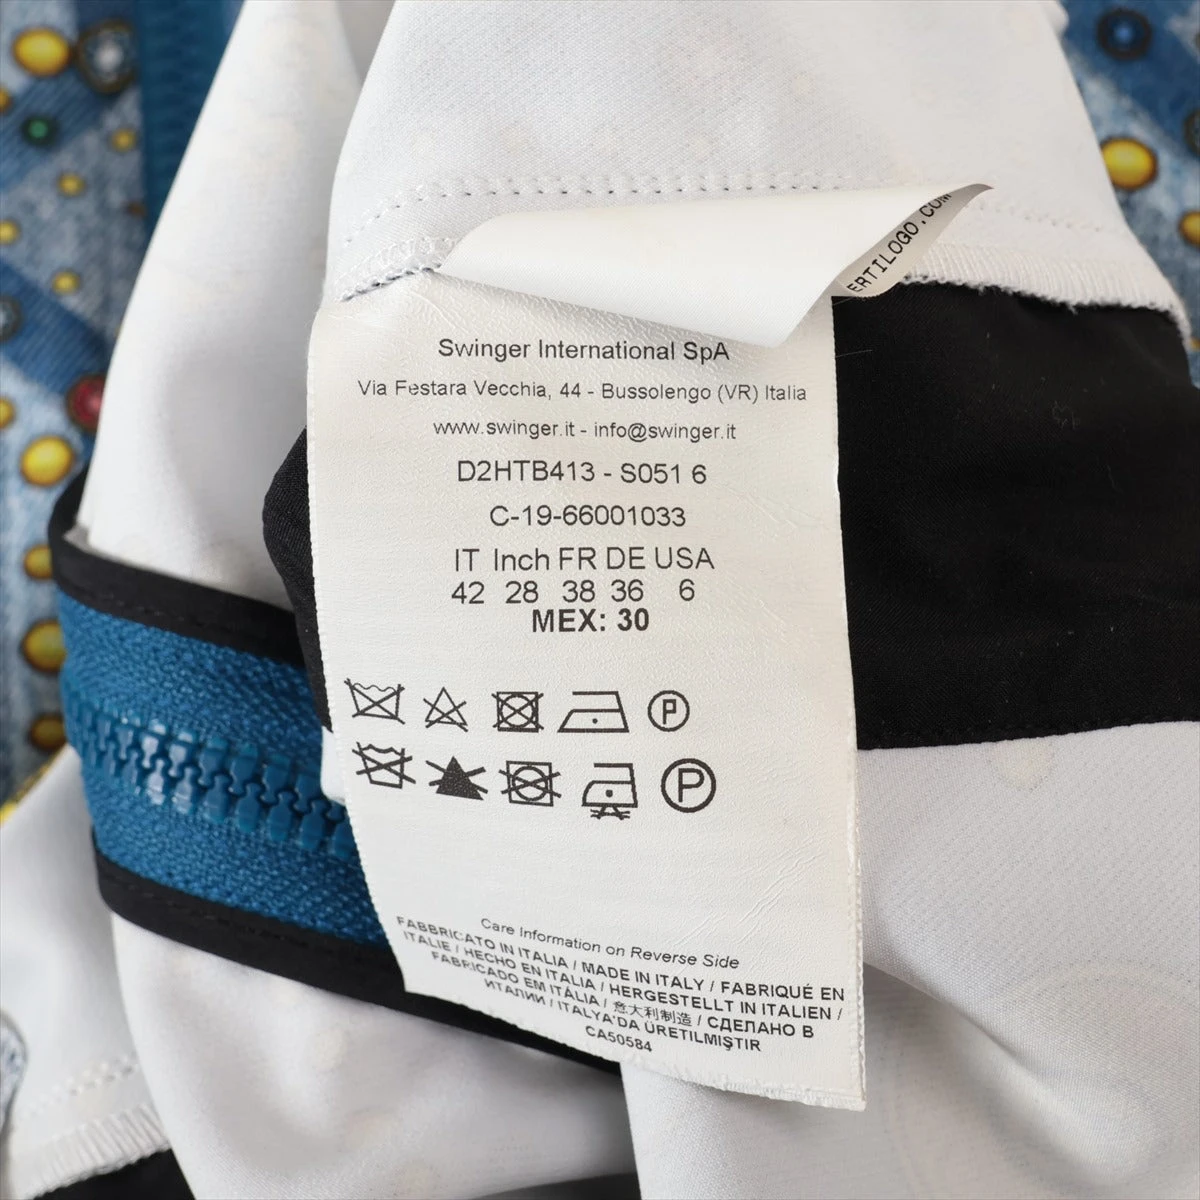 ERTILOGO.COM
Swinger International SpA
Via Festara Vecchia, 44 - Bussolengo (VR) Italia
www.swinger.it - info@swinger.it
D2HTB413 - S051 6
C-19-66001033
IT Inch FR DE USA
42 28 38 36 6
MEX: 30
P
P
Care Information on Reverse Side
FABBRICATO IN ITALIA / MADE IN ITALY / FABRIQUÉ EN
ITALIE / HECHO EN ITALIA / HERGESTELLT IN ITALIEN /
FABRICADO EM ITÁLIA / 意大利制造 / СДЕЛАНО В
ИТАЛИИ / ITALYA'DA ÜRETILMIŞTIR
CA50584